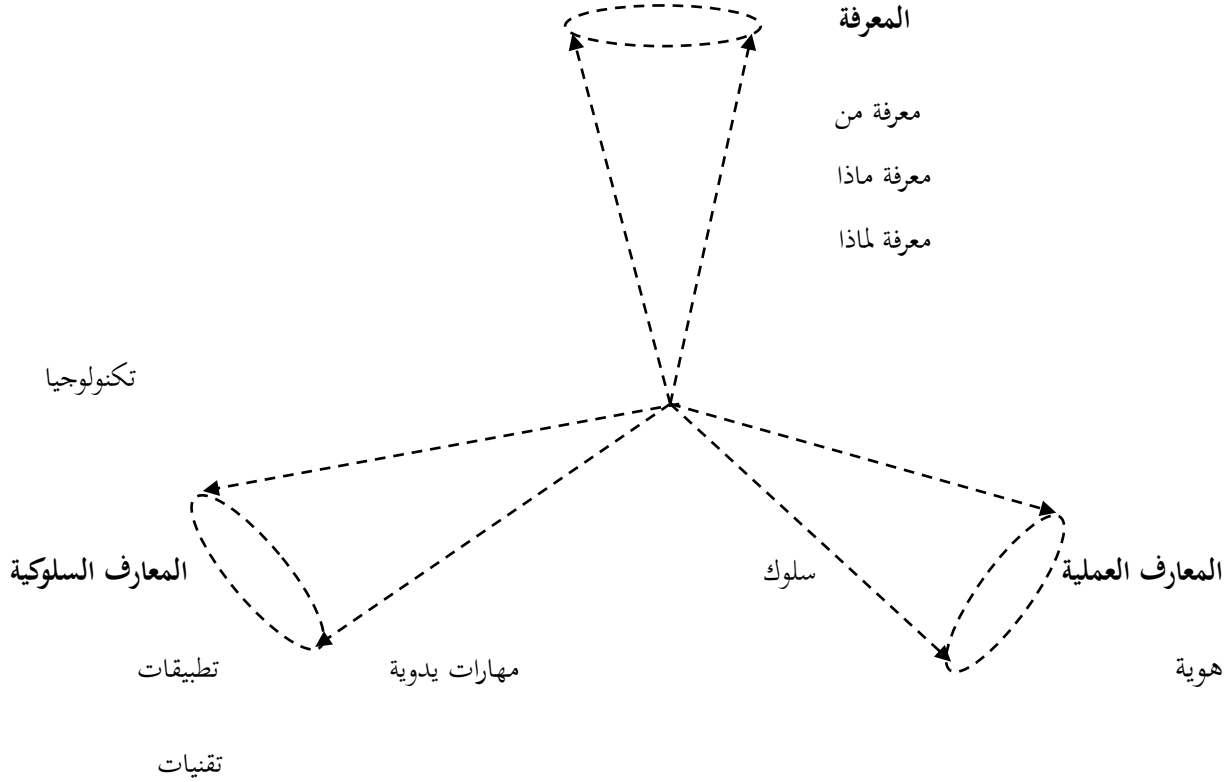 المعرفة
معرفة من
معرفة ماذا
معرفة لماذا
تكنولوجيا
المعارف العملية
سلوك
المعارف السلوكية
هوية
مهارات يدوية
تطبيقات
تقنيات